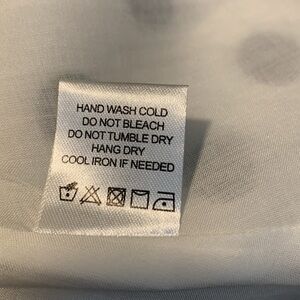 HAND WASH COLD
DO NOT BLEACH
DO NOT TUMBLE DRY
HANG DRY
COOL IRON IF NEEDED